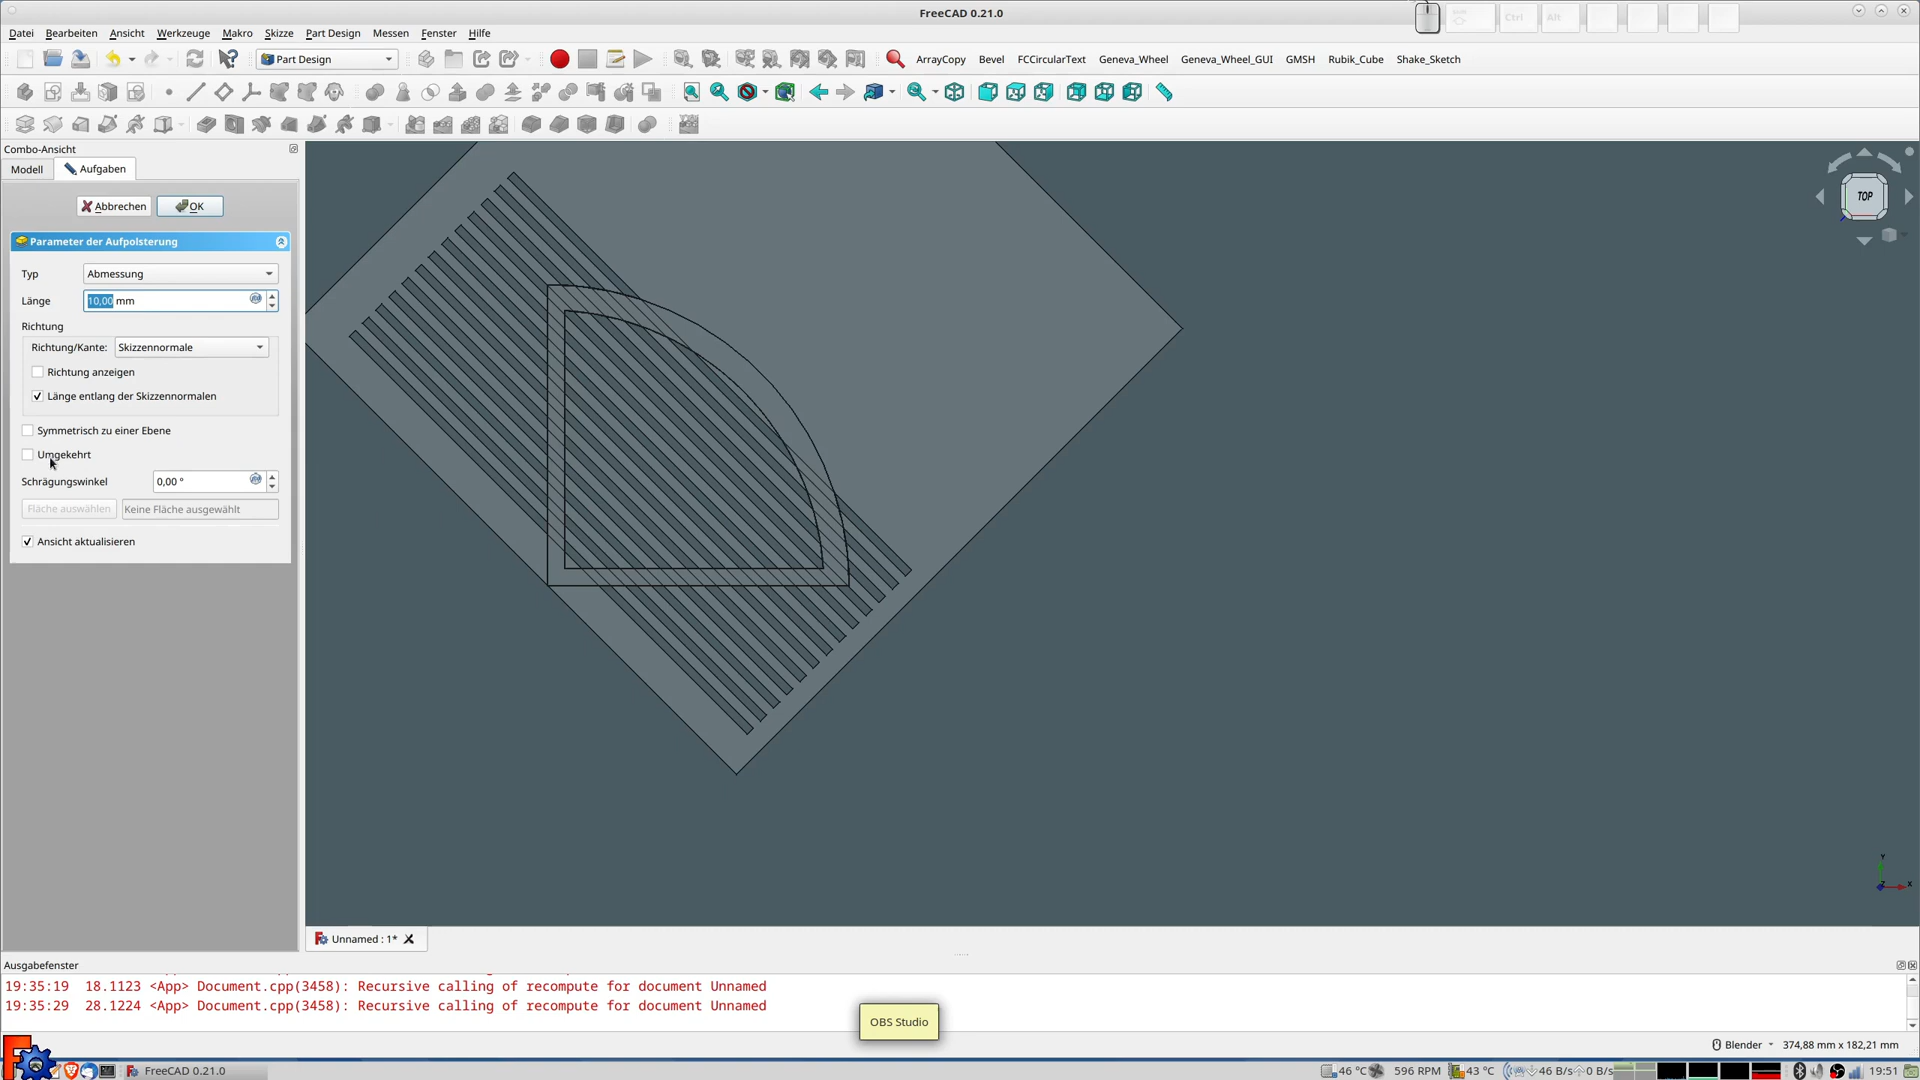 FreeCAD 0.21.0
Ctrl
Alt
Datei Bearbeiten Ansicht Werkzeuge Makro Skizze Part Design Messen Fenster Hilfe
Part Design
ArrayCopy Bevel FCCircularText Geneva_Wheel Geneva_Wheel_GUI GMSH Rubik_Cube Shake_Sketch
Combo-Ansicht
Modell Aufgaben
Abbrechen OK
Parameter der Aufpolsterung
Typ Abmessung
Länge 10,00 mm
Richtung
Richtung/Kante: Skizzennormale
Richtung anzeigen
Länge entlang der Skizzennormalen
Symmetrisch zu einer Ebene
Umgekehrt
Schrägungswinkel 0,00 °
Fläche auswählen Keine Fläche ausgewählt
Ansicht aktualisieren
TOP
Y
Z
X
Unnamed : 1*
Ausgabefenster
19:35:19 18.1123 <App> Document.cpp(3458): Recursive calling of recompute for document Unnamed
19:35:29 28.1224 <App> Document.cpp(3458): Recursive calling of recompute for document Unnamed
OBS Studio
Blender 374,88 mm x 182,21 mm
FreeCAD 0.21.0
46 °C 596 RPM 43 °C 46 B/s 0 B/s 19:51